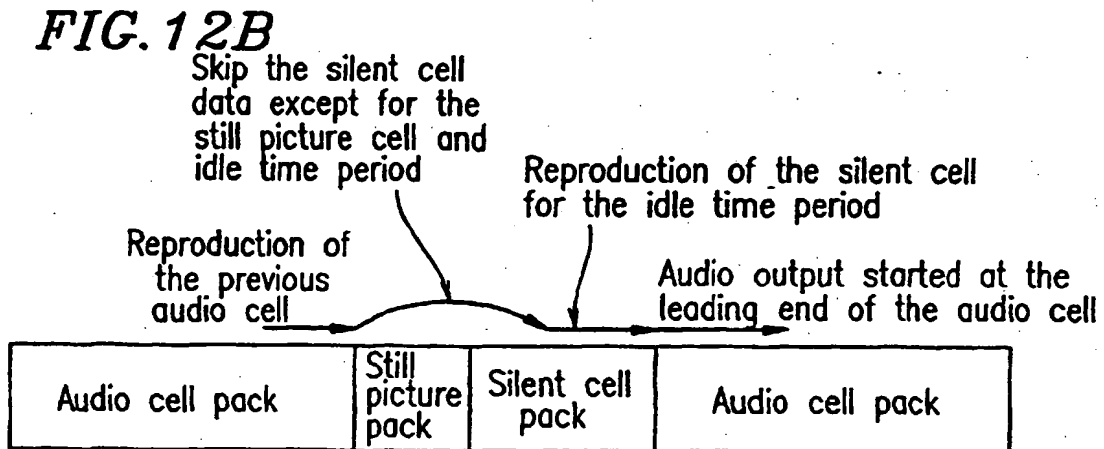 FIG. 12B
Skip the silent cell
data except for the
still picture cell and
idle time period
Reproduction of the silent cell
for the idle time period
Reproduction of
the previous
audio cell
Audio output started at the
leading end of the audio cell
Audio cell pack
Still
picture
pack
Silent cell
pack
Audio cell pack